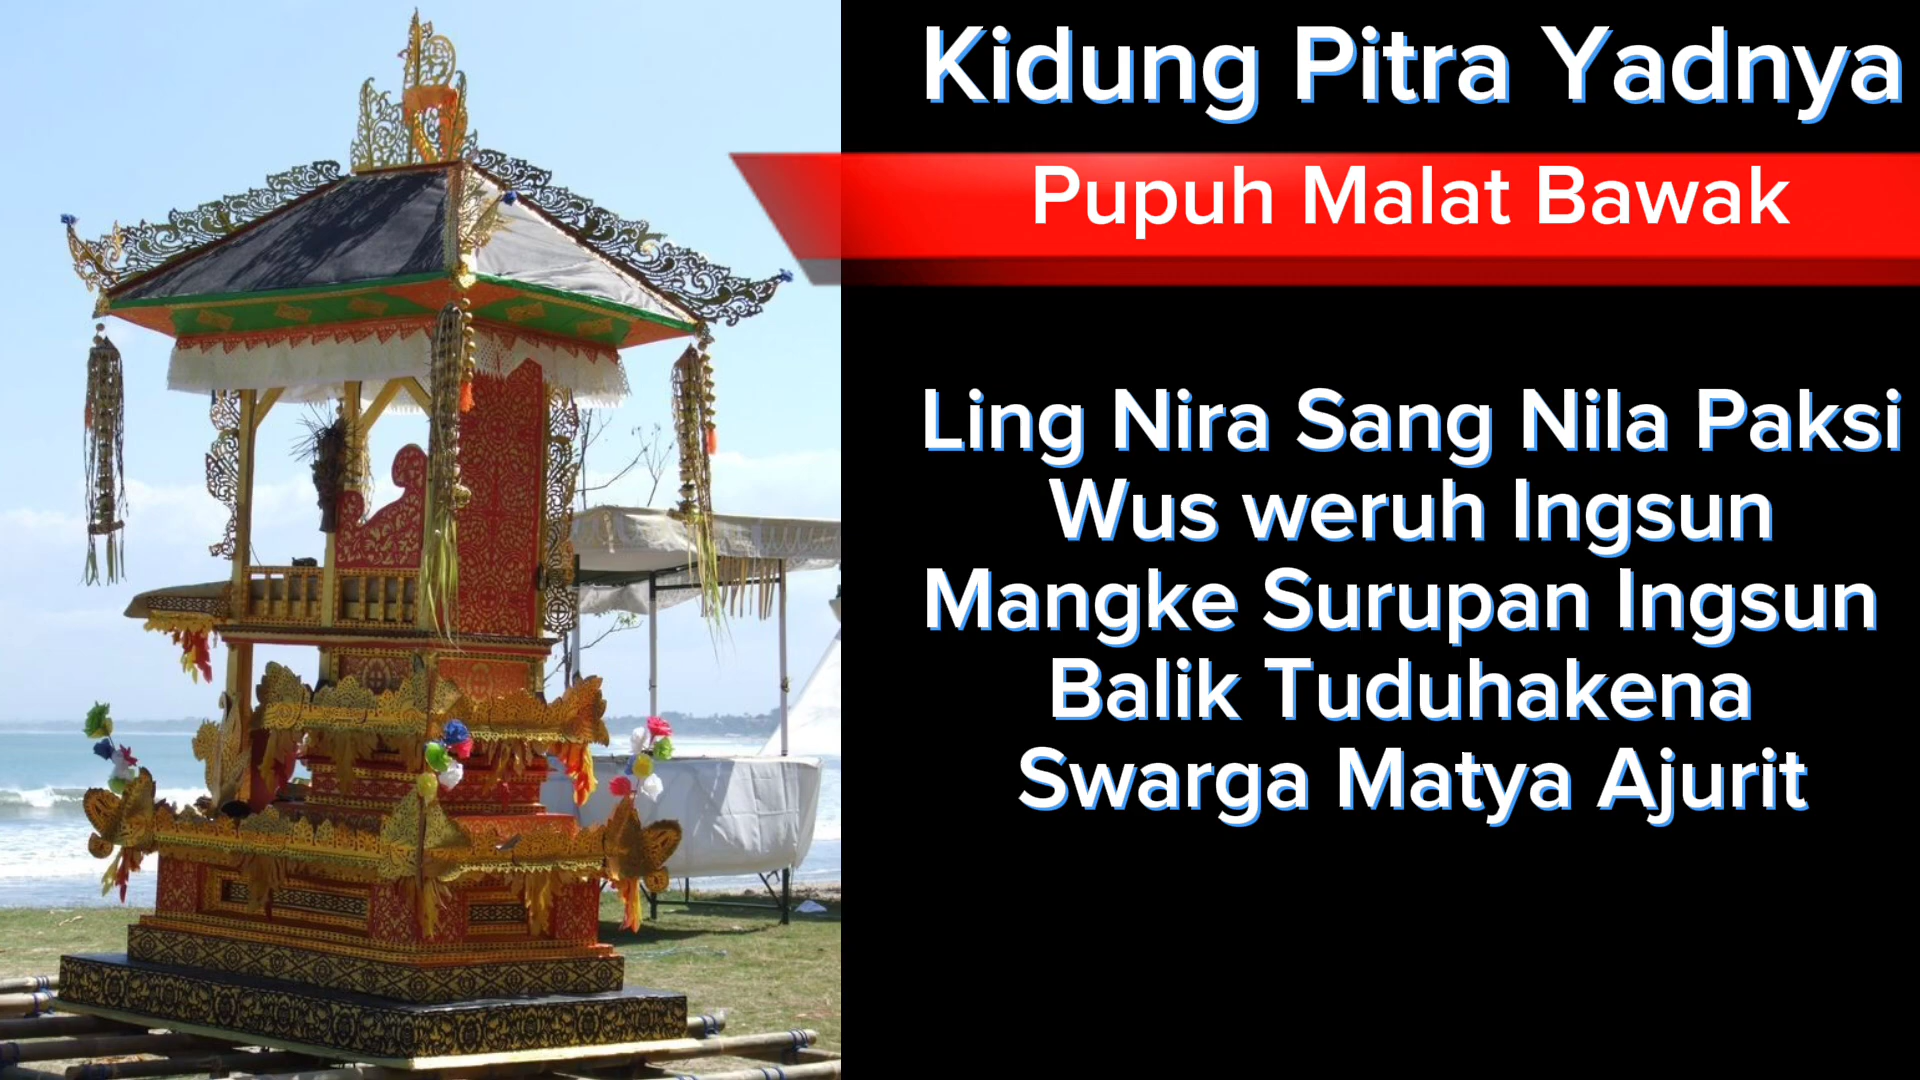 Kidung Pitra Yadnya
Pupuh Malat Bawak
Ling Nira Sang Nila Paksi
Wus weruh Ingsun
Mangke Surupan Ingsun
Balik Tuduhakena
Swarga Matya Ajurit